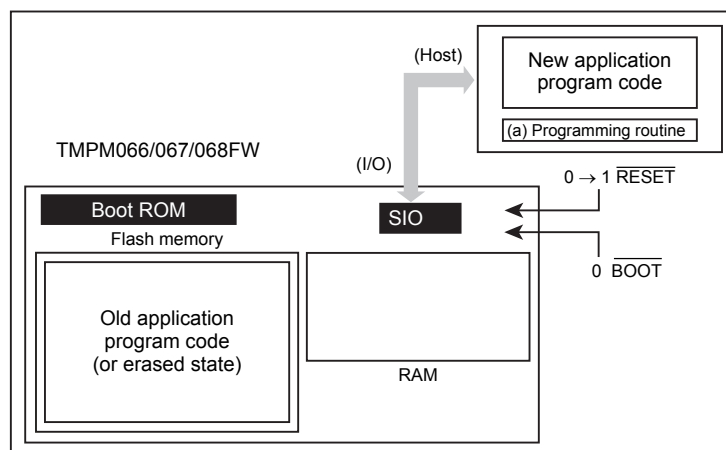 (Host)
New application
program code
(a) Programming routine
TMPM066/067/068FW
(I/O)
0 → 1 RESET
Boot ROM
SIO
Flash memory
0 BOOT
Old application
program code
(or erased state)
RAM